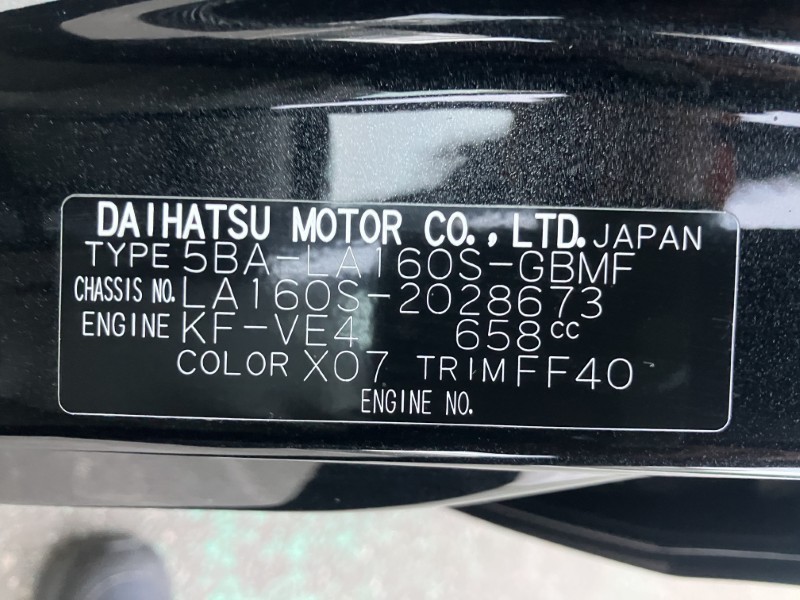 DAIHATSU MOTOR CO., LTD. JAPAN
TYPE 5BA-LA160S-GBMF
CHASSIS NO. LA160S-2028673
ENGINE KF-VE4 658cc
COLOR X07 TRIM FF40
ENGINE NO.